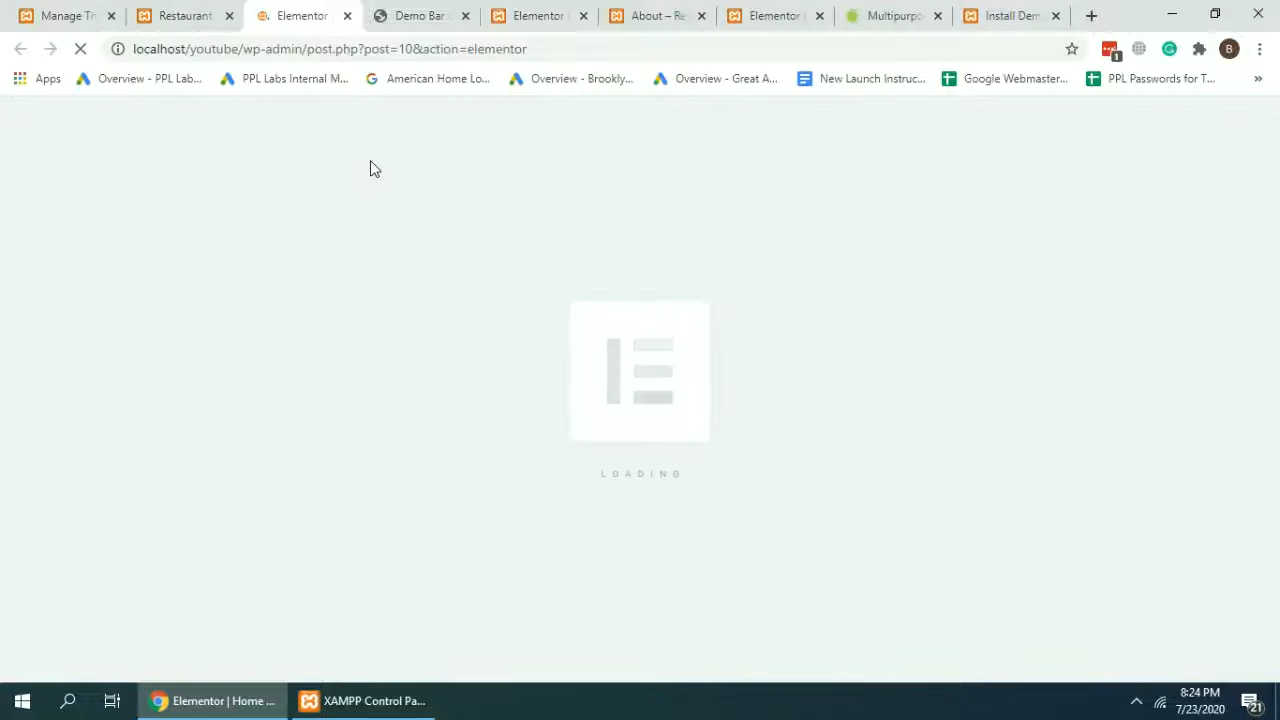 Manage Th
Restaurant
Elementor
Demo Bar
Elementor
About – Re
Elementor
Multipurpo
Install Dem
localhost/youtube/wp-admin/post.php?post=10&action=elementor
1
B
Apps
Overview - PPL Lab...
PPL Labs Internal M...
American Home Lo...
Overview - Brookly...
Overview - Great A...
New Launch Instruc...
Google Webmaster...
PPL Passwords for T...
»
LOADING
Elementor | Home ...
XAMPP Control Pa...
8:24 PM
7/23/2020
21